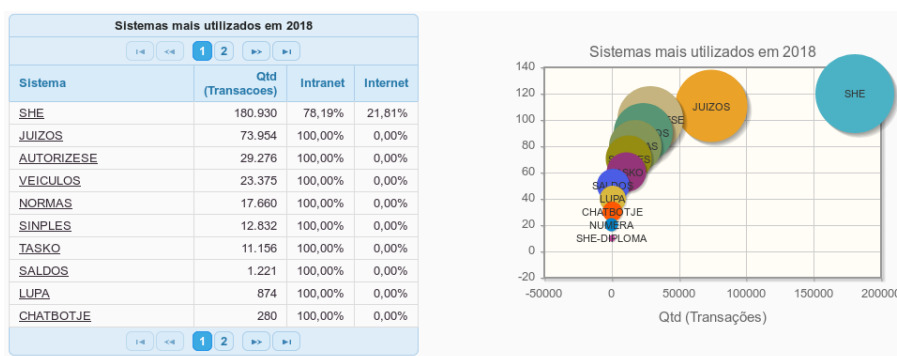 Sistemas mais utilizados em 2018
1 2
Sistema Qtd (Transacoes) Intranet Internet
SHE 180.930 78,19% 21,81%
JUIZOS 73.954 100,00% 0,00%
AUTORIZESE 29.276 100,00% 0,00%
VEICULOS 23.375 100,00% 0,00%
NORMAS 17.660 100,00% 0,00%
SINPLES 12.832 100,00% 0,00%
TASKO 11.156 100,00% 0,00%
SALDOS 1.221 100,00% 0,00%
LUPA 874 100,00% 0,00%
CHATBOTJE 280 100,00% 0,00%
1 2
Sistemas mais utilizados em 2018
140
120
100
80
60
40
20
0
-20
SHE
JUIZOS
SALDOS
LUPA
CHATBOTJE
NUMERA
SHE-DIPLOMA
-50000 0 50000 100000 150000 200000
Qtd (Transações)